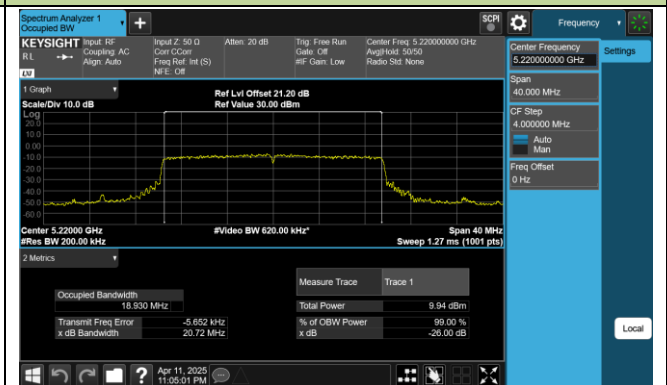 Spectrum Analyzer 1
Occupied BW
SCPI
Frequency
KEYSIGHT
R L
Input: RF
Coupling: AC
Align: Auto
Input Z: 50 Ω
Corr CCorr
Freq Ref: Int (S)
NFE: Off
Atten: 20 dB
Trig: Free Run
Gate: Off
#IF Gain: Low
Center Freq: 5.220000000 GHz
Avg|Hold: 50/50
Radio Std: None
Center Frequency
5.220000000 GHz
Settings
Span
40.000 MHz
CF Step
4.000000 MHz
Auto
Man
Freq Offset
0 Hz
1 Graph
Scale/Div 10.0 dB
Ref Lvl Offset 21.20 dB
Ref Value 30.00 dBm
Log
20.0
10.0
0.00
-10.0
-20.0
-30.0
-40.0
-50.0
-60.0
Center 5.22000 GHz
#Res BW 200.00 kHz
#Video BW 620.00 kHz*
Span 40 MHz
Sweep 1.27 ms (1001 pts)
2 Metrics
Measure Trace Trace 1
Occupied Bandwidth
18.930 MHz
Total Power 9.94 dBm
Transmit Freq Error -5.652 kHz
% of OBW Power 99.00 %
x dB Bandwidth 20.72 MHz
x dB -26.00 dB
Local
?
Apr 11, 2025
11:05:01 PM